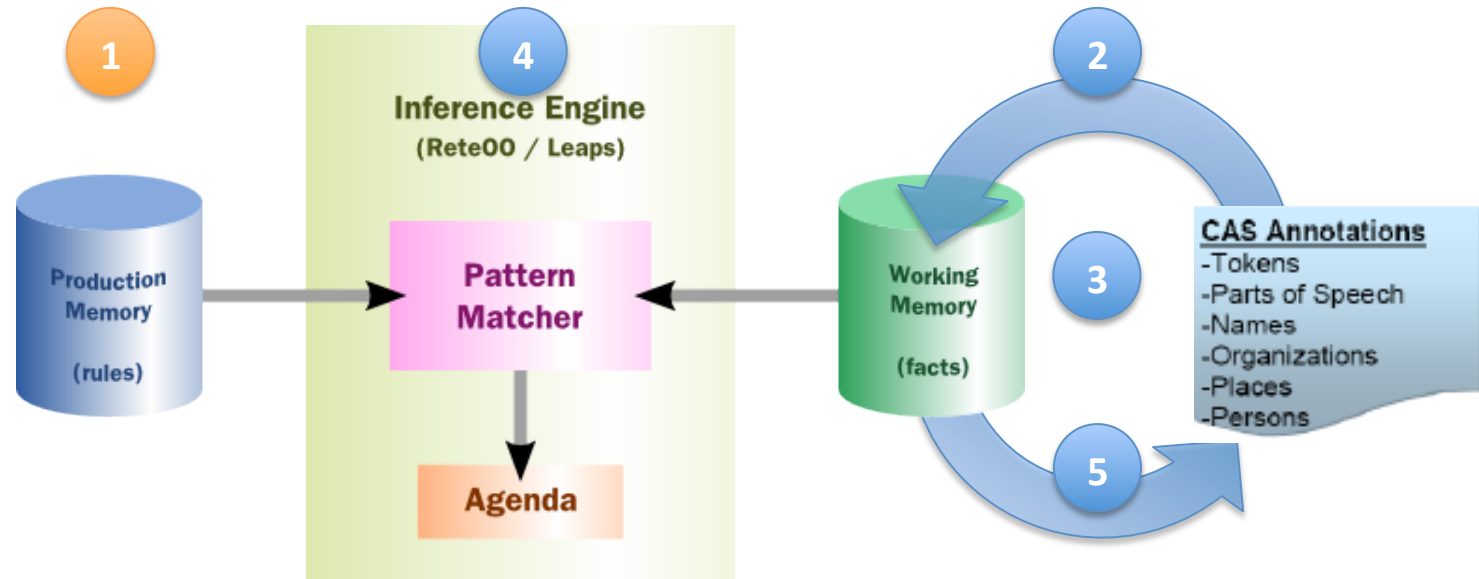 1
4
2
Inference Engine
(ReteOO / Leaps)
Production
Memory
(rules)
Pattern
Matcher
Agenda
Working
Memory
(facts)
3
CAS Annotations
-Tokens
-Parts of Speech
-Names
-Organizations
-Places
-Persons
5